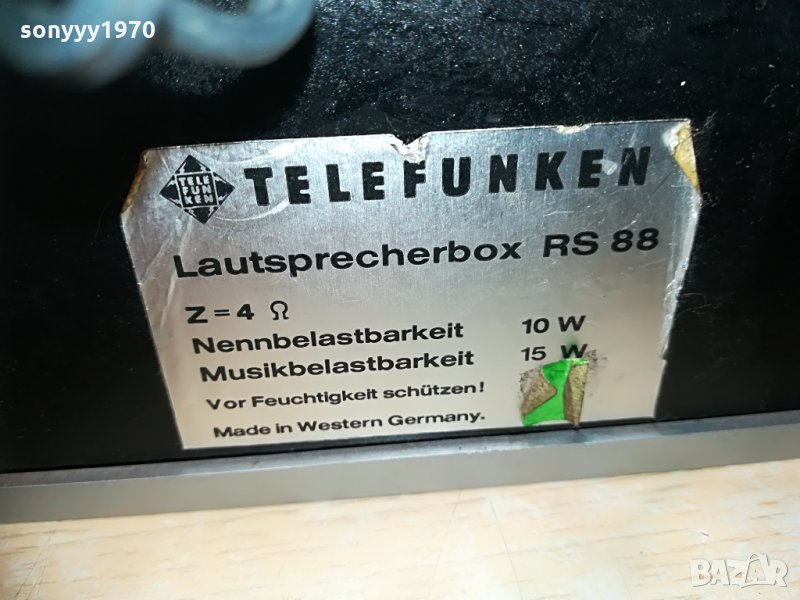 sonyyy1970
TELE
FUN
KEN
TELEFUNKEN
Lautsprecherbox RS 88
Z=4 Ω
Nennbelastbarkeit 10 W
Musikbelastbarkeit 15 W
Vor Feuchtigkeit schützen!
Made in Western Germany.
BAZAR